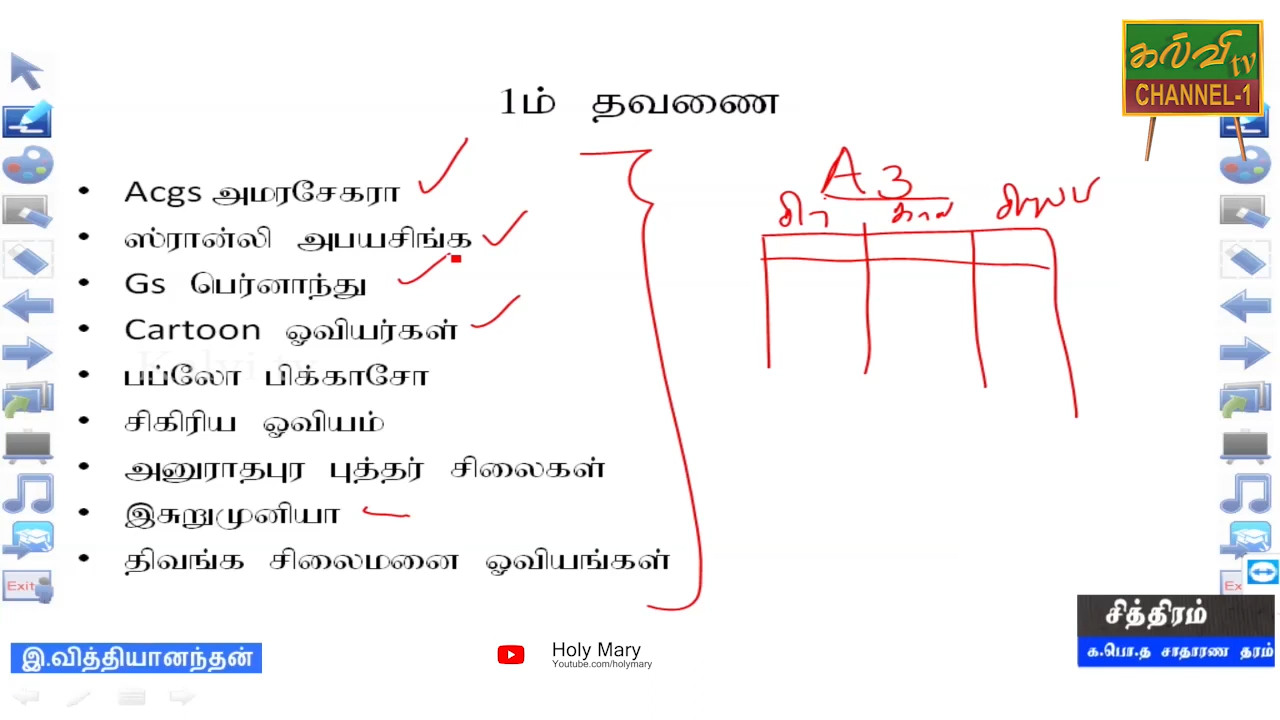 கல்வி tv
CHANNEL-1
1ம் தவணை
• Acgs அமரசேகரா
• ஸ்ரான்லி அபயசிங்க
• Gs பெர்னாந்து
• Cartoon ஓவியர்கள்
• பப்லோ பிக்காசோ
• சிகிரிய ஓவியம்
• அனுராதபுர புத்தர் சிலைகள்
• இசுறுமுனியா
• திவங்க சிலைமனை ஓவியங்கள்
A3
Exit
சித்திரம்
க.பொ.த சாதாரண தரம்
இ.வித்தியானந்தன்
Holy Mary
Youtube.com/holymary